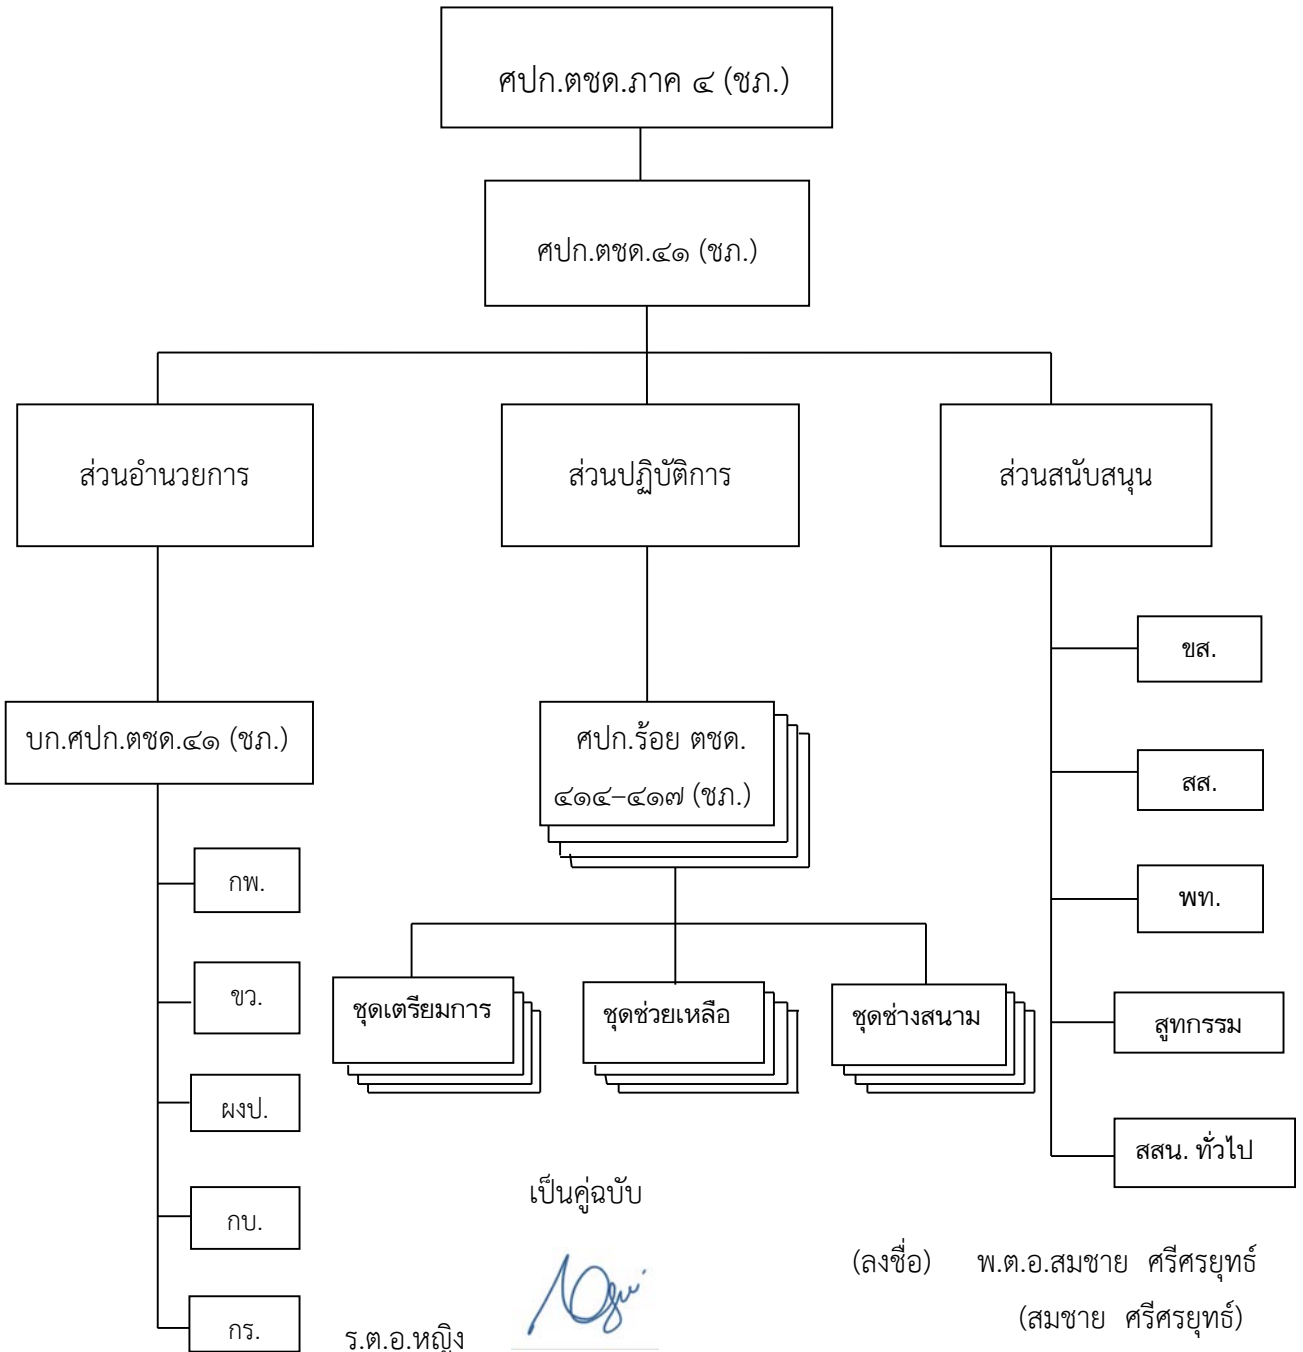 ศปก.ตชด.ภาค ๔ (ชภ.)
ศปก.ตชด.๔๑ (ชภ.)
ส่วนอำนวยการ
ส่วนปฏิบัติการ
ส่วนสนับสนุน
บก.ศปก.ตชด.๔๑ (ชภ.)
กพ.
ขว.
ผงป.
กบ.
กร.
ศปก.ร้อย ตชด.
๔๑๔–๔๑๗ (ชภ.)
ชุดเตรียมการ
ชุดช่วยเหลือ
ชุดช่างสนาม
ขส.
สส.
พท.
สูทกรรม
สสน. ทั่วไป
เป็นคู่ฉบับ
ร.ต.อ.หญิง
(ลงชื่อ) พ.ต.อ.สมชาย ศรีศรยุทธ์
(สมชาย ศรีศรยุทธ์)